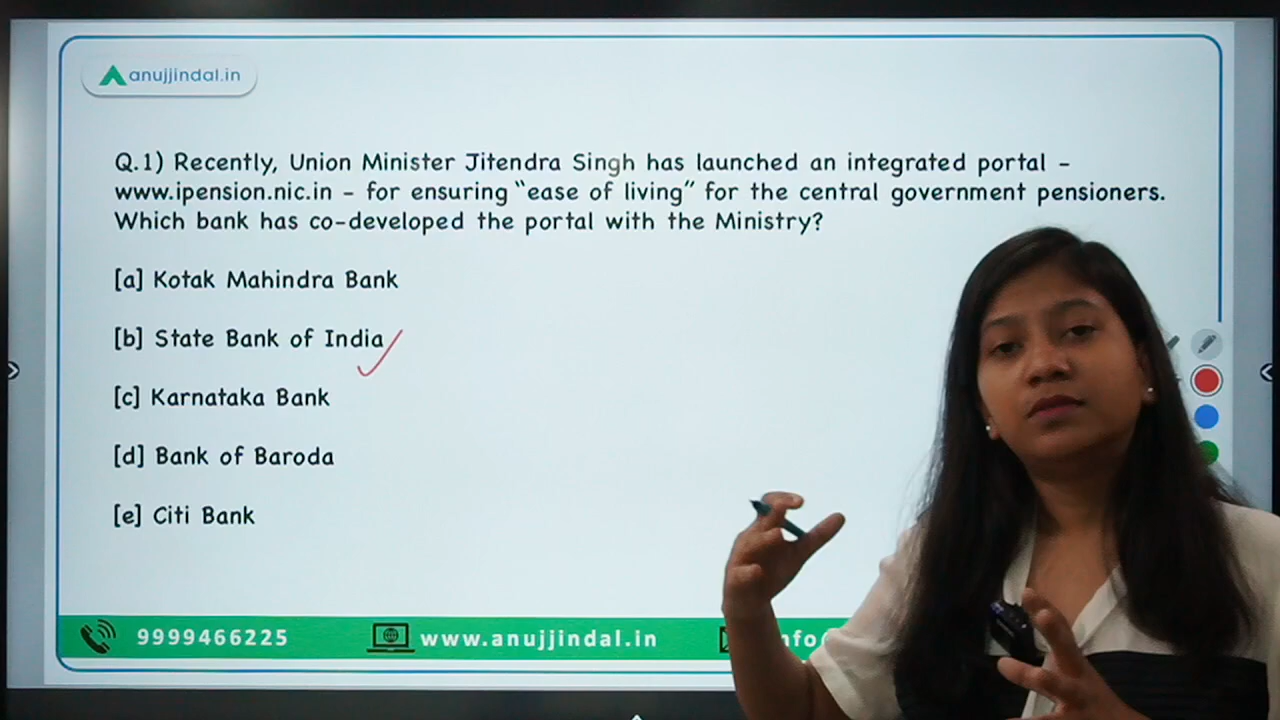 anujjindal.in
Q.1) Recently, Union Minister Jitendra Singh has launched an integrated portal –
www.ipension.nic.in – for ensuring “ease of living” for the central government pensioners.
Which bank has co-developed the portal with the Ministry?
[a] Kotak Mahindra Bank
[b] State Bank of India
[c] Karnataka Bank
[d] Bank of Baroda
[e] Citi Bank
9999466225 www.anujjindal.in